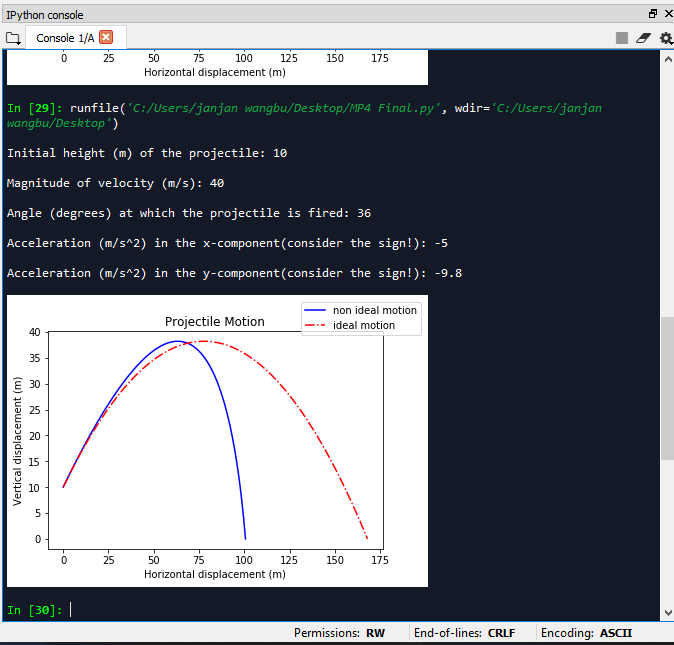 IPython console
Console 1/A
0 25 50 75 100 125 150 175
Horizontal displacement (m)
In [29]: runfile('C:/Users/janjan wangbu/Desktop/MP4 Final.py', wdir='C:/Users/janjan
wangbu/Desktop')
Initial height (m) of the projectile: 10
Magnitude of velocity (m/s): 40
Angle (degrees) at which the projectile is fired: 36
Acceleration (m/s^2) in the x-component(consider the sign!): -5
Acceleration (m/s^2) in the y-component(consider the sign!): -9.8
Projectile Motion
non ideal motion
ideal motion
Vertical displacement (m)
40
35
30
25
20
15
10
5
0
0 25 50 75 100 125 150 175
Horizontal displacement (m)
In [30]:
Permissions: RW End-of-lines: CRLF Encoding: ASCII